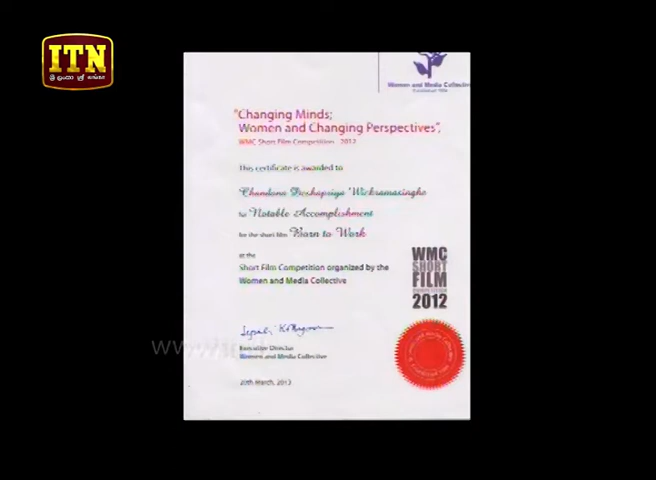 ITN
ශ්‍රී ලංකා ශ්‍රී லங்கா
Women and Media Collective
"Changing Minds;
Women and Changing Perspectives",
WMC Short Film Competition - 2012
This certificate is awarded to
Chandana Deshapriya Wickramasinghe
for Notable Accomplishment
for the short film Born to Work
at the
Short Film Competition organized by the
Women and Media Collective
WMC
SHORT
FILM
COMPETITION
2012
Executive Director
Women and Media Collective
20th March, 2013